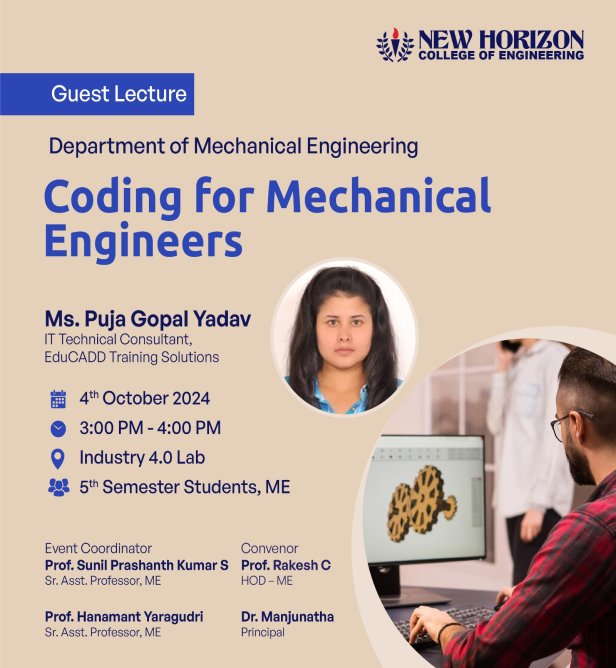 NEW HORIZON
COLLEGE OF ENGINEERING
Guest Lecture
Department of Mechanical Engineering
Coding for Mechanical
Engineers
Ms. Puja Gopal Yadav
IT Technical Consultant,
EduCADD Training Solutions
4th October 2024
3:00 PM - 4:00 PM
Industry 4.0 Lab
5th Semester Students, ME
Event Coordinator
Prof. Sunil Prashanth Kumar S
Sr. Asst. Professor, ME
Convenor
Prof. Rakesh C
HOD – ME
Prof. Hanamant Yaragudri
Sr. Asst. Professor, ME
Dr. Manjunatha
Principal